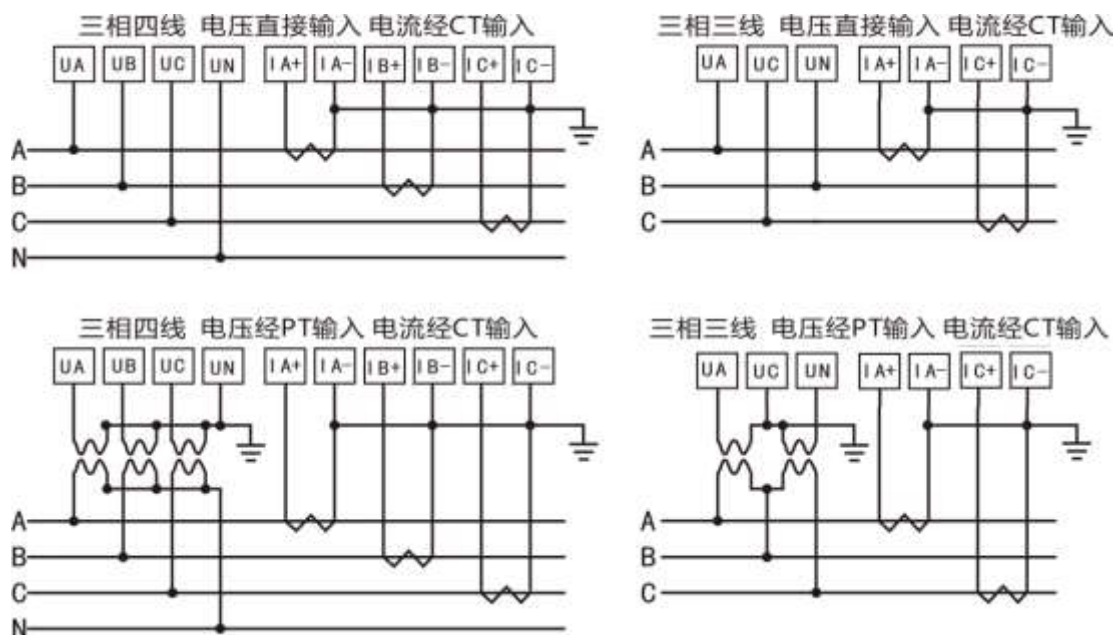 三相四线 电压直接输入 电流经CT输入
UA UB UC UN IA+ IA- IB+ IB- IC+ IC-
A
B
C
N
三相三线 电压直接输入 电流经CT输入
UA UC UN IA+ IA- IC+ IC-
A
B
C
三相四线 电压经PT输入 电流经CT输入
UA UB UC UN IA+ IA- IB+ IB- IC+ IC-
A
B
C
N
三相三线 电压经PT输入 电流经CT输入
UA UC UN IA+ IA- IC+ IC-
A
B
C